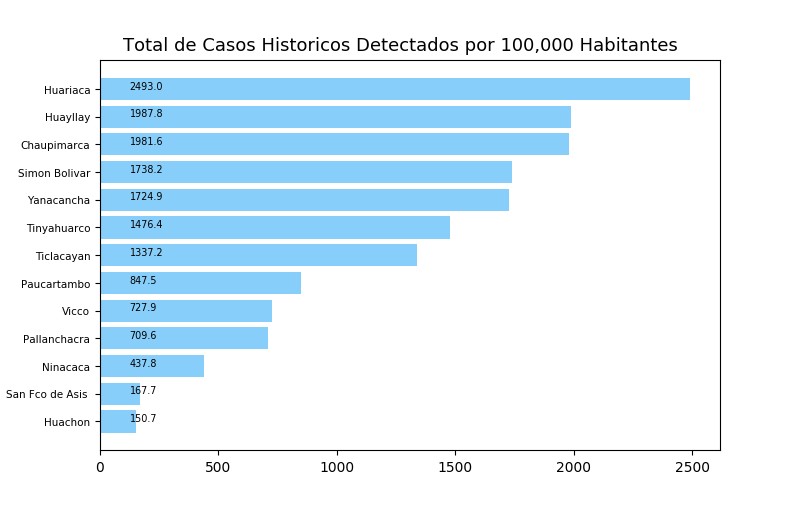 Total de Casos Historicos Detectados por 100,000 Habitantes
Huariaca 2493.0
Huayllay 1987.8
Chaupimarca 1981.6
Simon Bolivar 1738.2
Yanacancha 1724.9
Tinyahuarco 1476.4
Ticlacayan 1337.2
Paucartambo 847.5
Vicco 727.9
Pallanchacra 709.6
Ninacaca 437.8
San Fco de Asis 167.7
Huachon 150.7
0 500 1000 1500 2000 2500